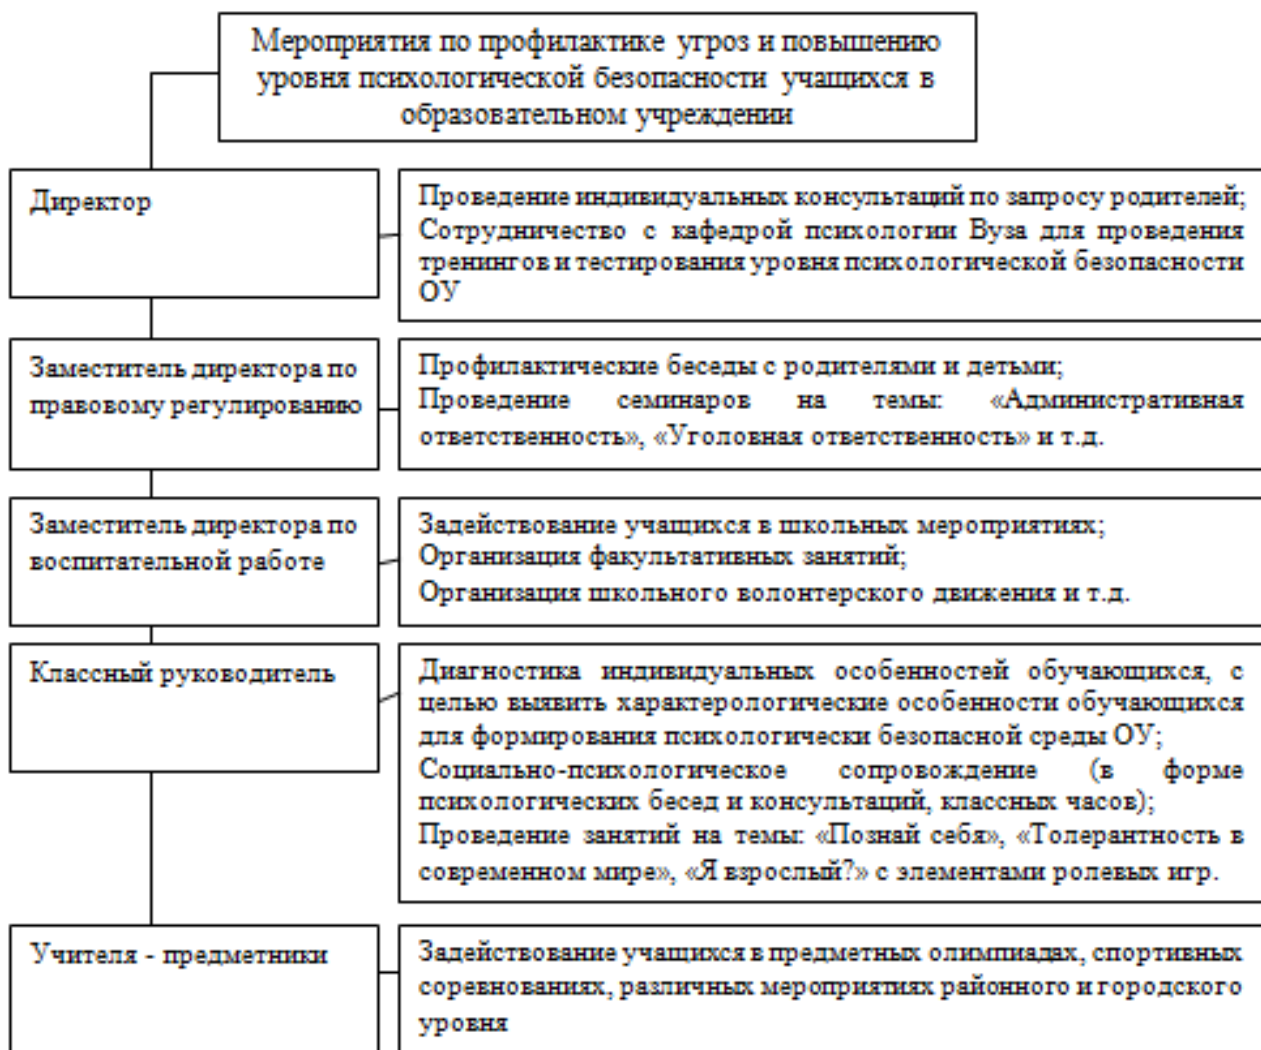 Мероприятия по профилактике угроз и повышению
уровня психологической безопасности учащихся в
образовательном учреждении
Директор
Проведение индивидуальных консультаций по запросу родителей;
Сотрудничество с кафедрой психологии Вуза для проведения
тренингов и тестирования уровня психологической безопасности
ОУ
Заместитель директора по
правовому регулированию
Профилактические беседы с родителями и детьми;
Проведение семинаров на темы: «Административная
ответственность», «Уголовная ответственность» и т.д.
Заместитель директора по
воспитательной работе
Задействование учащихся в школьных мероприятиях;
Организация факультативных занятий;
Организация школьного волонтерского движения и т.д.
Классный руководитель
Диагностика индивидуальных особенностей обучающихся, с
целью выявить характерологические особенности обучающихся
для формирования психологически безопасной среды ОУ;
Социально-психологическое сопровождение (в форме
психологических бесед и консультаций, классных часов);
Проведение занятий на темы: «Познай себя», «Толерантность в
современном мире», «Я взрослый?» с элементами ролевых игр.
Учителя - предметники
Задействование учащихся в предметных олимпиадах, спортивных
соревнованиях, различных мероприятиях районного и городского
уровня